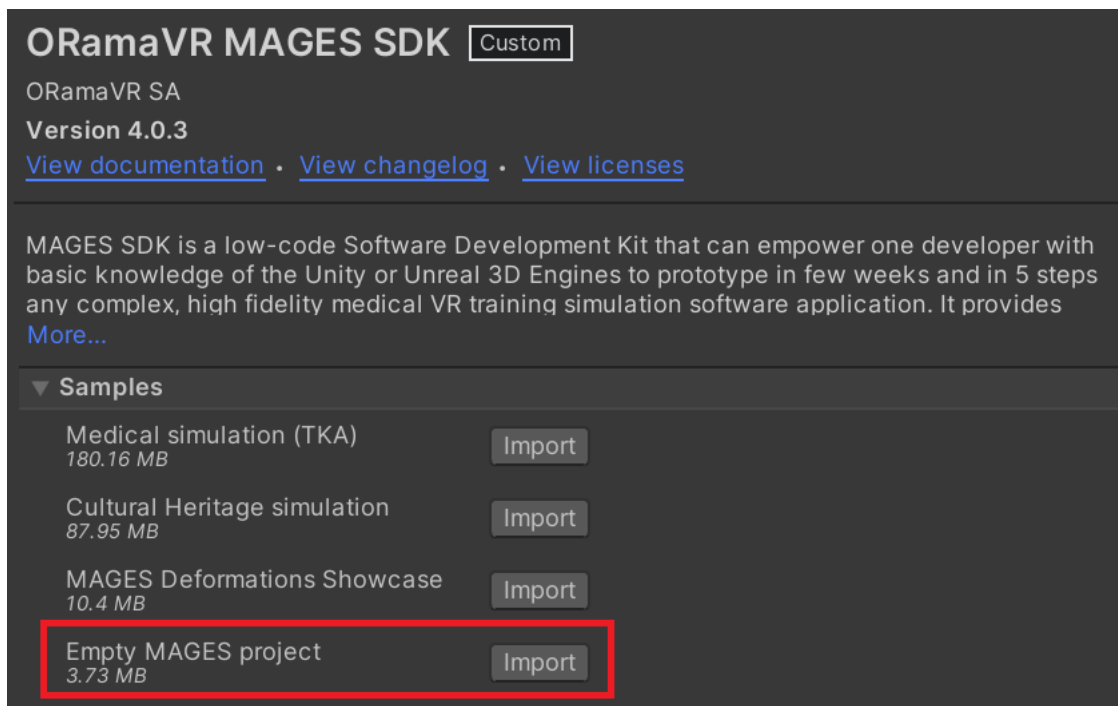 ORamaVR MAGES SDK Custom
ORamaVR SA
Version 4.0.3
View documentation • View changelog • View licenses
MAGES SDK is a low-code Software Development Kit that can empower one developer with
basic knowledge of the Unity or Unreal 3D Engines to prototype in few weeks and in 5 steps
any complex, high fidelity medical VR training simulation software application. It provides
More...
Samples
Medical simulation (TKA) Import
180.16 MB
Cultural Heritage simulation Import
87.95 MB
MAGES Deformations Showcase Import
10.4 MB
Empty MAGES project Import
3.73 MB